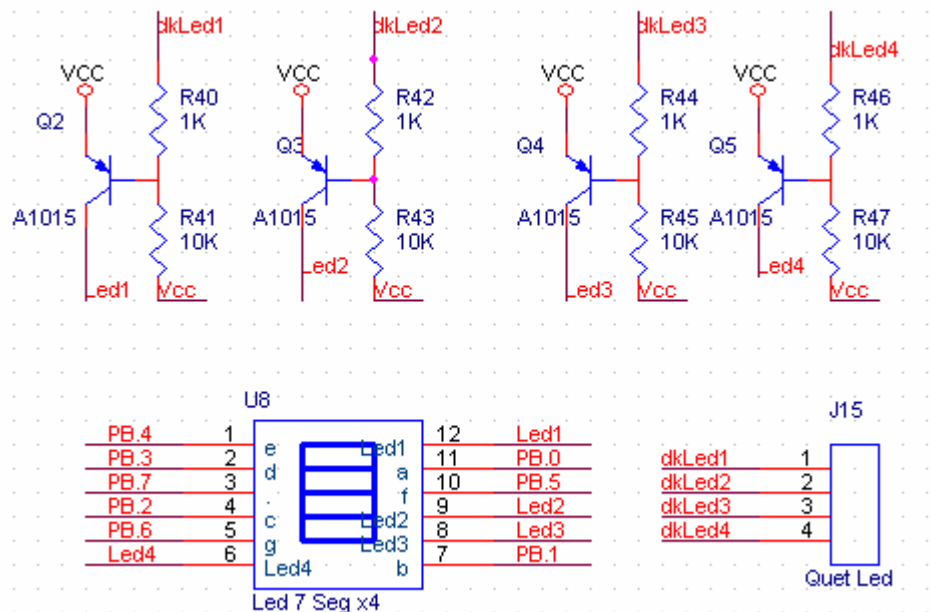 dkLed1 dkLed2 dkLed3 dkLed4
VCC VCC VCC VCC
R40 R42 R44 R46
1K 1K 1K 1K
Q2 Q3 Q4 Q5
A1015 A1015 A1015 A1015
R41 R43 R45 R47
10K 10K 10K 10K
Led1 Led2 Led3 Led4
Vcc Vcc Vcc Vcc
U8
PB.4 1 e Led1 12 Led1
PB.3 2 d a 11 PB.0
PB.7 3 . f 10 PB.5
PB.2 4 c Led2 9 Led2
PB.6 5 g Led3 8 Led3
Led4 6 Led4 b 7 PB.1
Led 7 Seg x4
J15
dkLed1 1
dkLed2 2
dkLed3 3
dkLed4 4
Quet Led